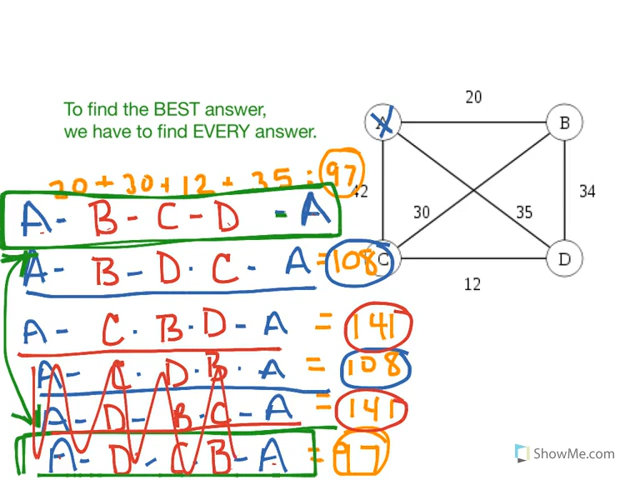 To find the BEST answer,
we have to find EVERY answer.
20 + 30 + 12 + 35 = 97
A - B - C - D - A
A - B - D · C - A = 108
A - C · B · D - A = 141
A - C · D · B · A = 108
A - D - B · C - A = 141
A - D - C B - A = 97
20
A
B
42
30
35
34
C
D
12
ShowMe.com